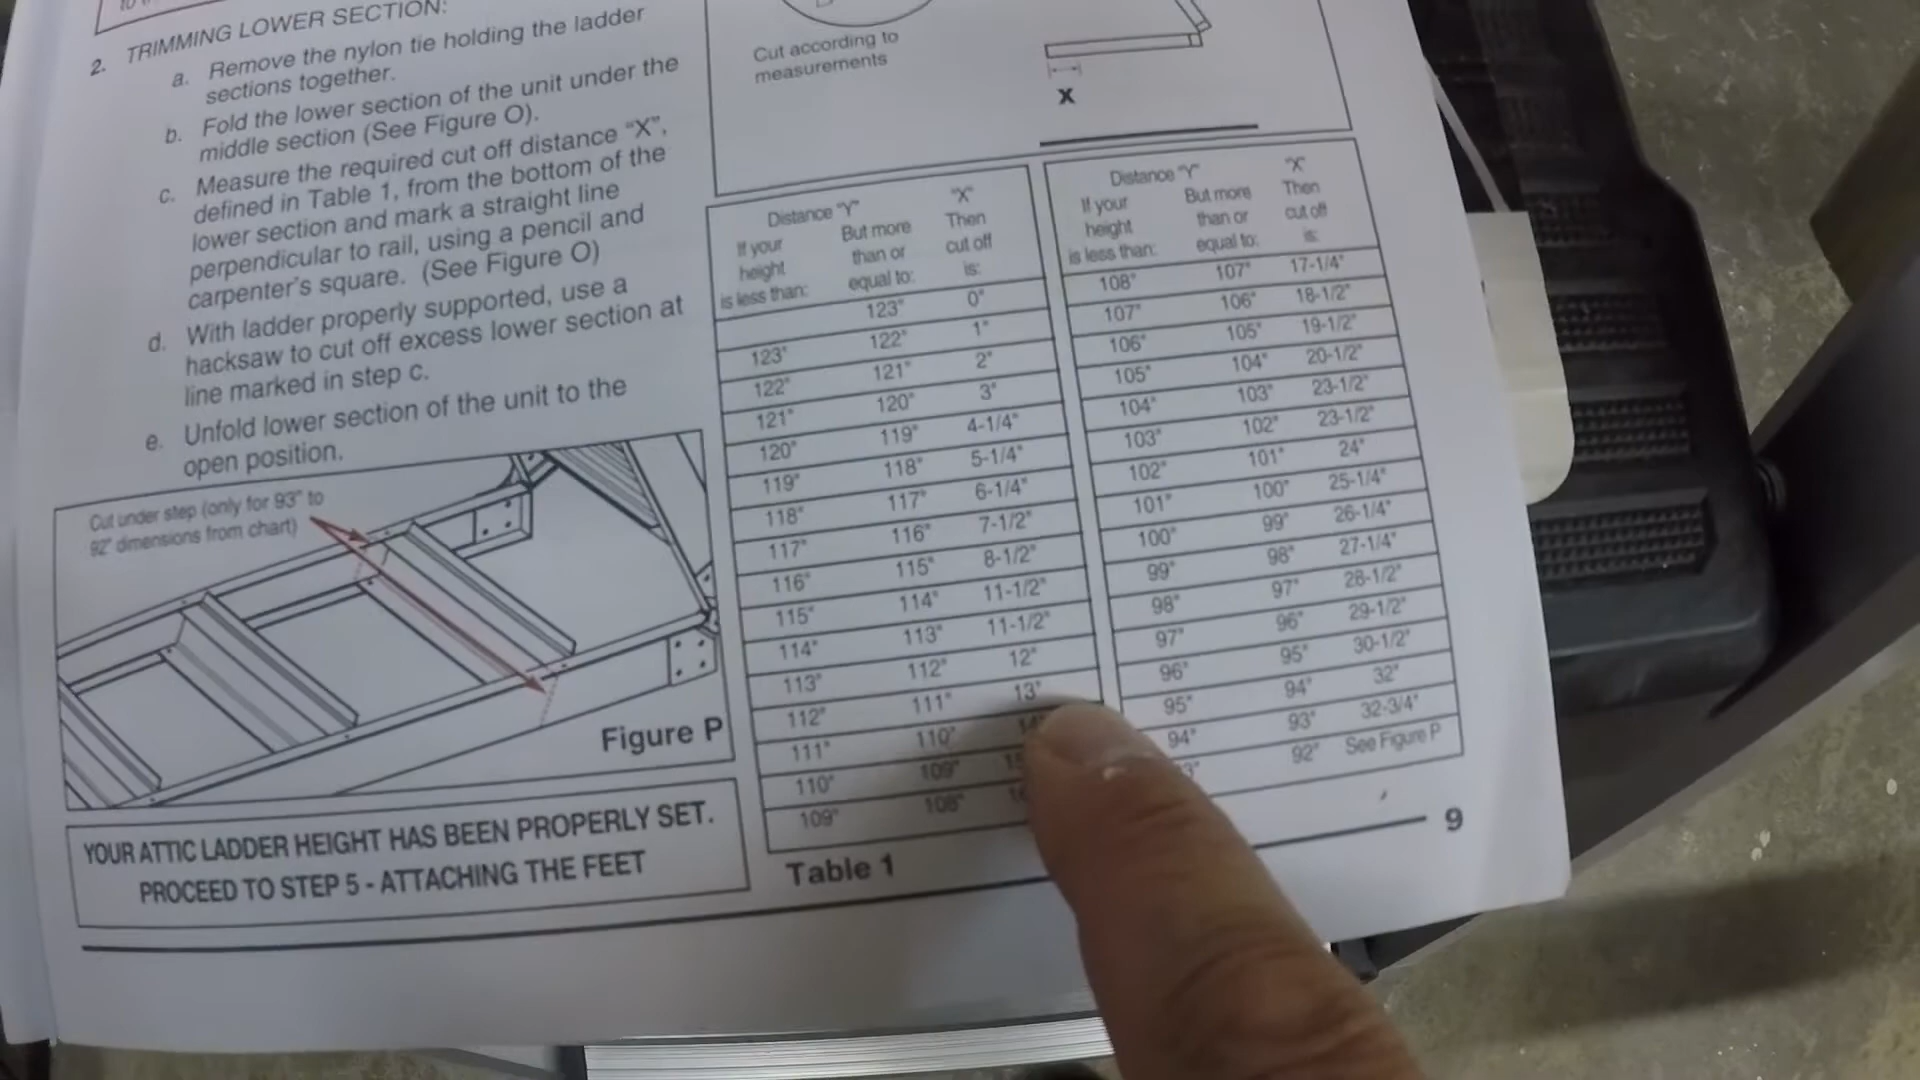 2. TRIMMING LOWER SECTION:
a. Remove the nylon tie holding the ladder
sections together.
b. Fold the lower section of the unit under the
middle section (See Figure O).
c. Measure the required cut off distance "X",
defined in Table 1, from the bottom of the
lower section and mark a straight line
perpendicular to rail, using a pencil and
carpenter's square. (See Figure O)
d. With ladder properly supported, use a
hacksaw to cut off excess lower section at
line marked in step c.
e. Unfold lower section of the unit to the
open position.
Cut under step (only for 93" to
92" dimensions from chart)
Figure P
YOUR ATTIC LADDER HEIGHT HAS BEEN PROPERLY SET.
PROCEED TO STEP 5 - ATTACHING THE FEET
Cut according to
measurements
X
Distance "Y" "X"
If your But more Then
height than or cut off
is less than: equal to: is:
123" 0"
123" 122" 1"
122" 121" 2"
121" 120" 3"
120" 119" 4-1/4"
119" 118" 5-1/4"
118" 117" 6-1/4"
117" 116" 7-1/2"
116" 115" 8-1/2"
115" 114" 11-1/2"
114" 113" 11-1/2"
113" 112" 12"
112" 111" 13"
111" 110"
110" 109"
109" 108"
Table 1
Distance "Y" "X"
If your But more Then
height than or cut off
is less than: equal to: is:
108" 107" 17-1/4"
107" 106" 18-1/2"
106" 105" 19-1/2"
105" 104" 20-1/2"
104" 103" 23-1/2"
103" 102" 23-1/2"
102" 101" 24"
101" 100" 25-1/4"
100" 99" 26-1/4"
99" 98" 27-1/4"
98" 97" 28-1/2"
97" 96" 29-1/2"
96" 95" 30-1/2"
95" 94" 32"
94" 93" 32-3/4"
92" See Figure P
9